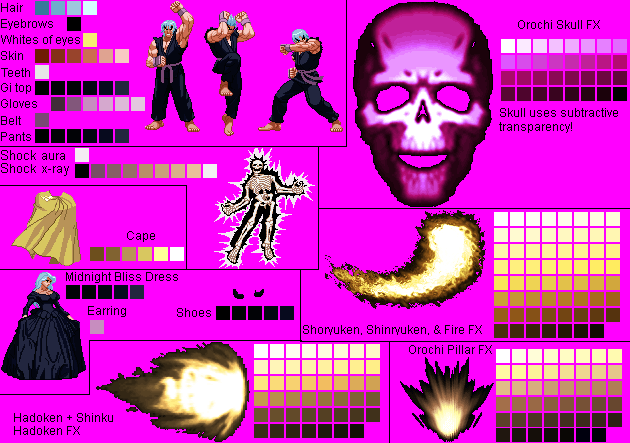 Hair
Eyebrows
Whites of eyes
Skin
Teeth
Gi top
Gloves
Belt
Pants
Orochi Skull FX
Skull uses subtractive
transparency!
Shock aura
Shock x-ray
Cape
Midnight Bliss Dress
Earring
Shoes
Shoryuken, Shinryuken, & Fire FX
Hadoken + Shinku
Hadoken FX
Orochi Pillar FX